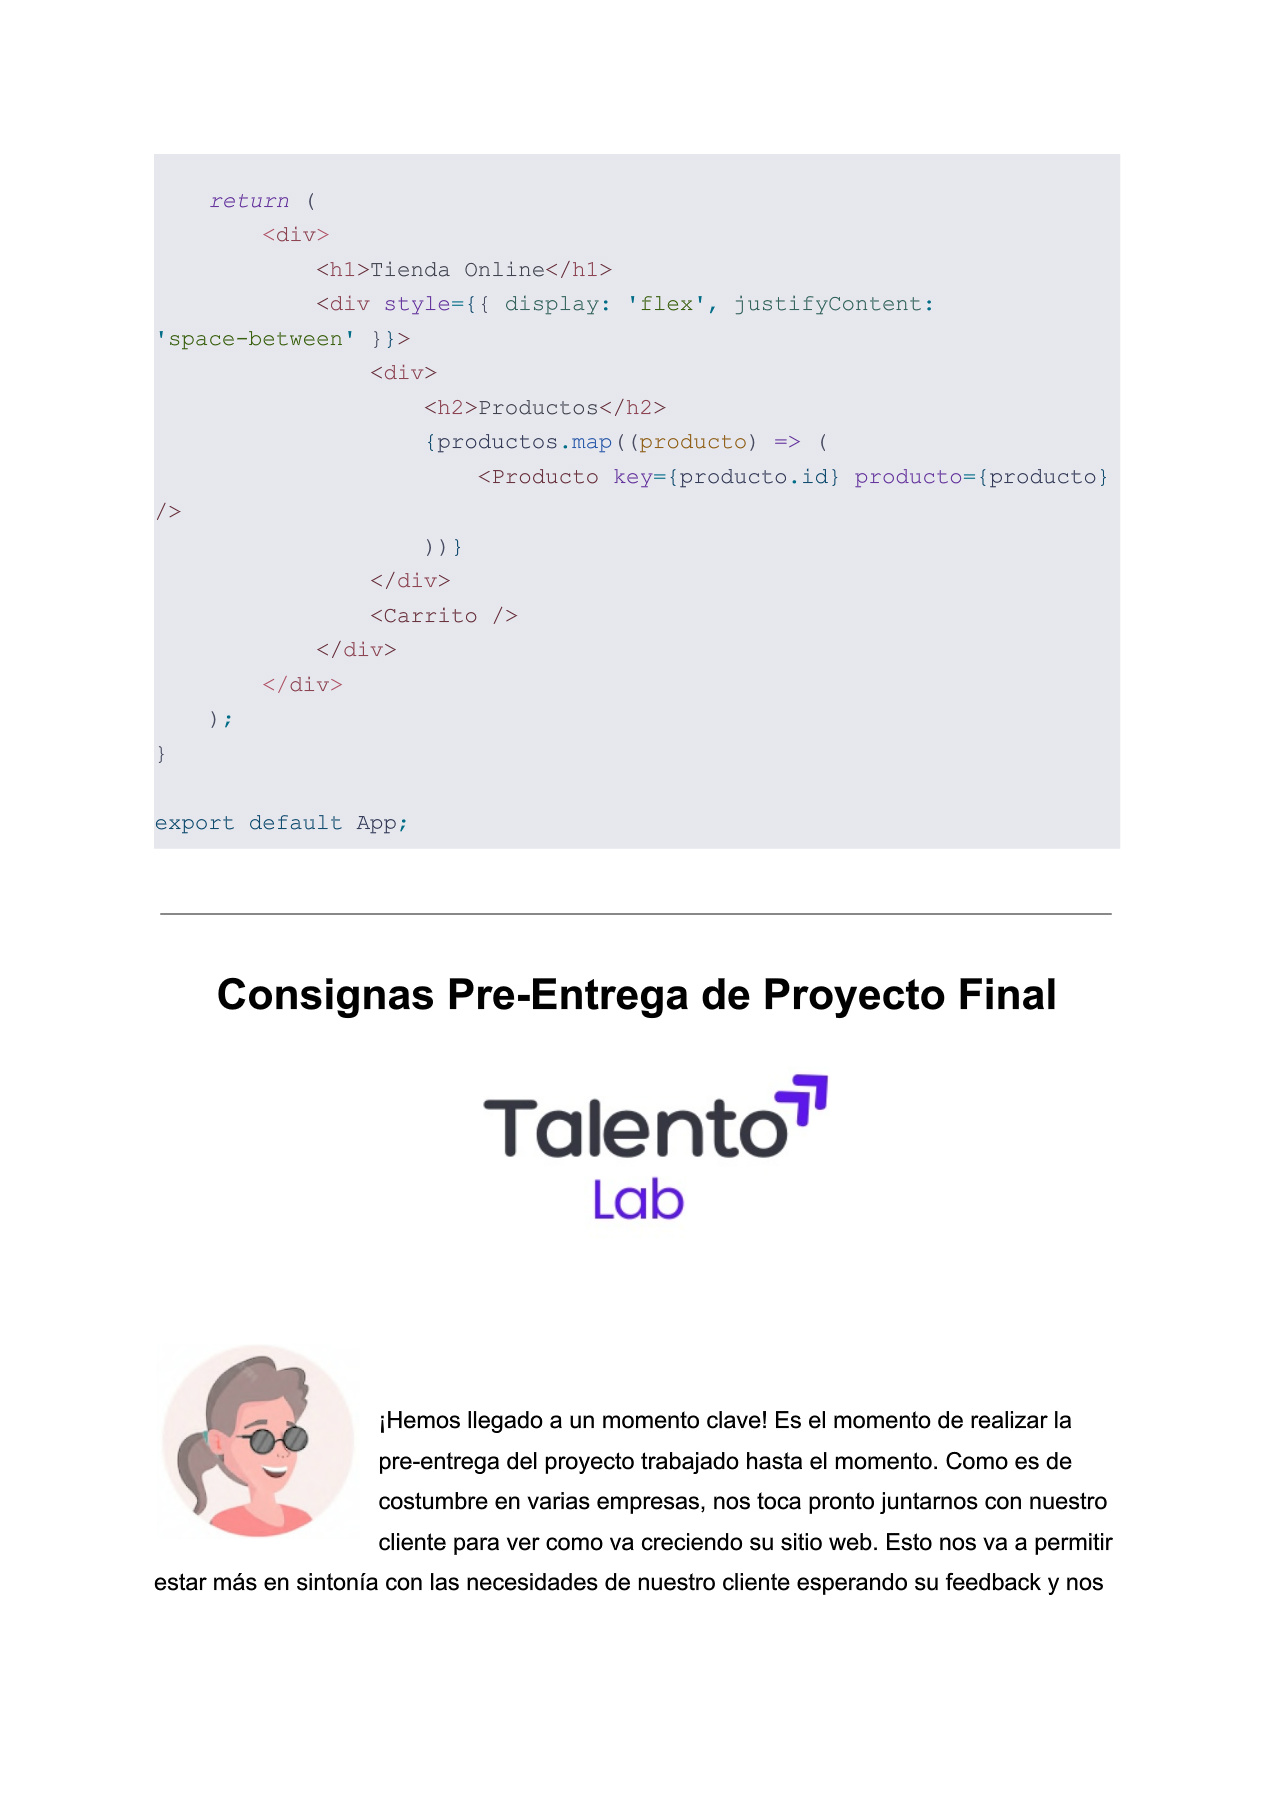 return (
        <div>
            <h1>Tienda Online</h1>
            <div style={{ display: 'flex', justifyContent:
'space-between' }}>
                <div>
                    <h2>Productos</h2>
                    {productos.map((producto) => (
                        <Producto key={producto.id} producto={producto}
/>
                    ))}
                </div>
                <Carrito />
            </div>
        </div>
    );
}

export default App;

Consignas Pre-Entrega de Proyecto Final
Talento
Lab
¡Hemos llegado a un momento clave! Es el momento de realizar la
pre-entrega del proyecto trabajado hasta el momento. Como es de
costumbre en varias empresas, nos toca pronto juntarnos con nuestro
cliente para ver como va creciendo su sitio web. Esto nos va a permitir
estar más en sintonía con las necesidades de nuestro cliente esperando su feedback y nos